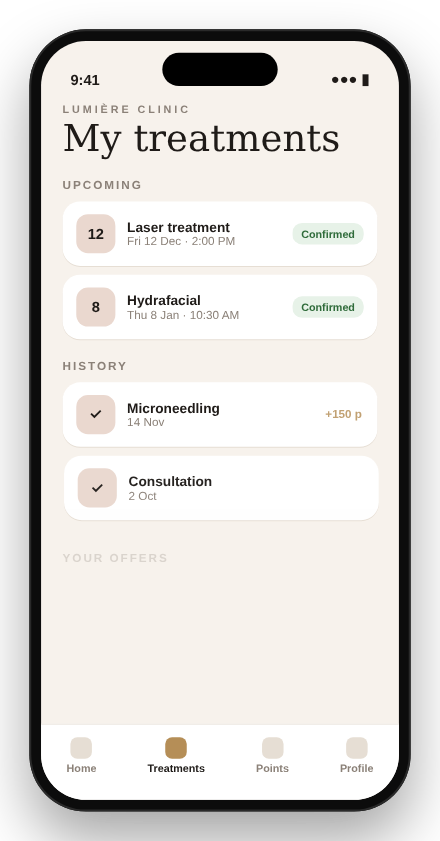 9:41
LUMIÈRE CLINIC
My treatments
UPCOMING
12
Laser treatment
Fri 12 Dec · 2:00 PM
Confirmed
8
Hydrafacial
Thu 8 Jan · 10:30 AM
Confirmed
HISTORY
Microneedling
14 Nov
+150 p
Consultation
2 Oct
YOUR OFFERS
Home Treatments Points Profile